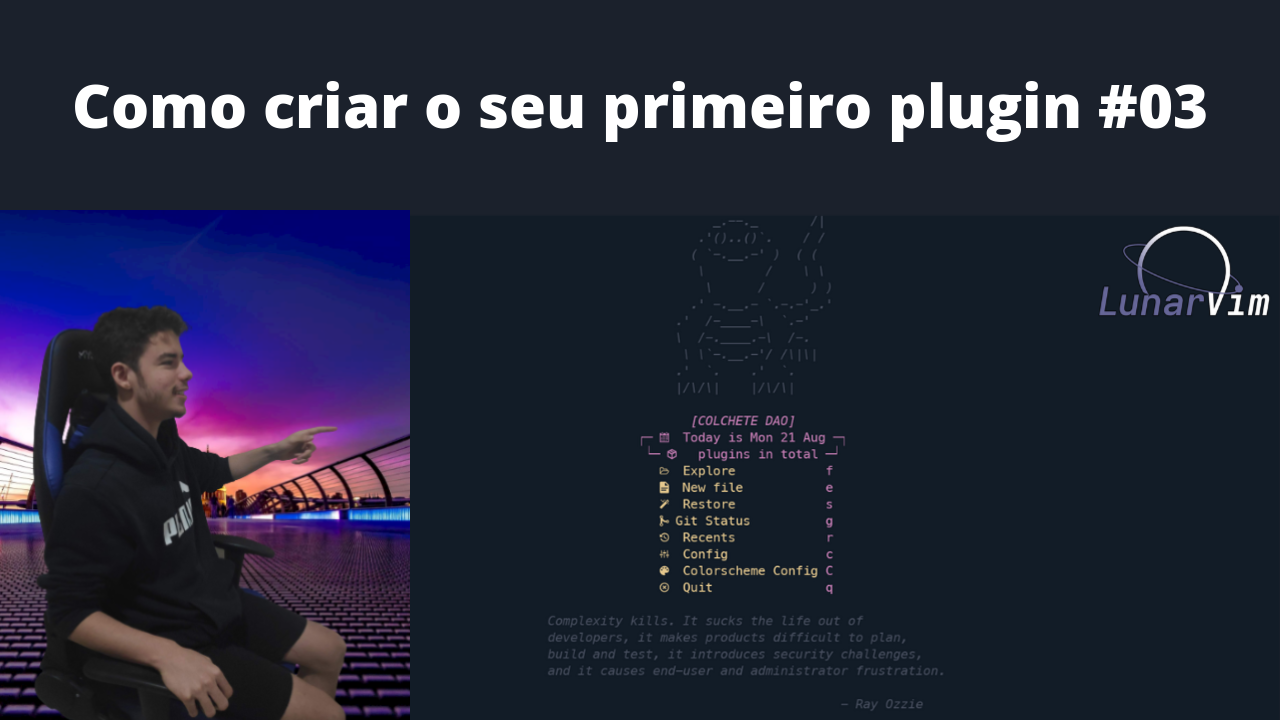 Como criar o seu primeiro plugin #03
LunarVim
[COLCHETE DAO]
Today is Mon 21 Aug
plugins in total
Explore f
New file e
Restore s
Git Status g
Recents r
Config c
Colorscheme Config C
Quit q
Complexity kills. It sucks the life out of
developers, it makes products difficult to plan,
build and test, it introduces security challenges,
and it causes end-user and administrator frustration.
— Ray Ozzie